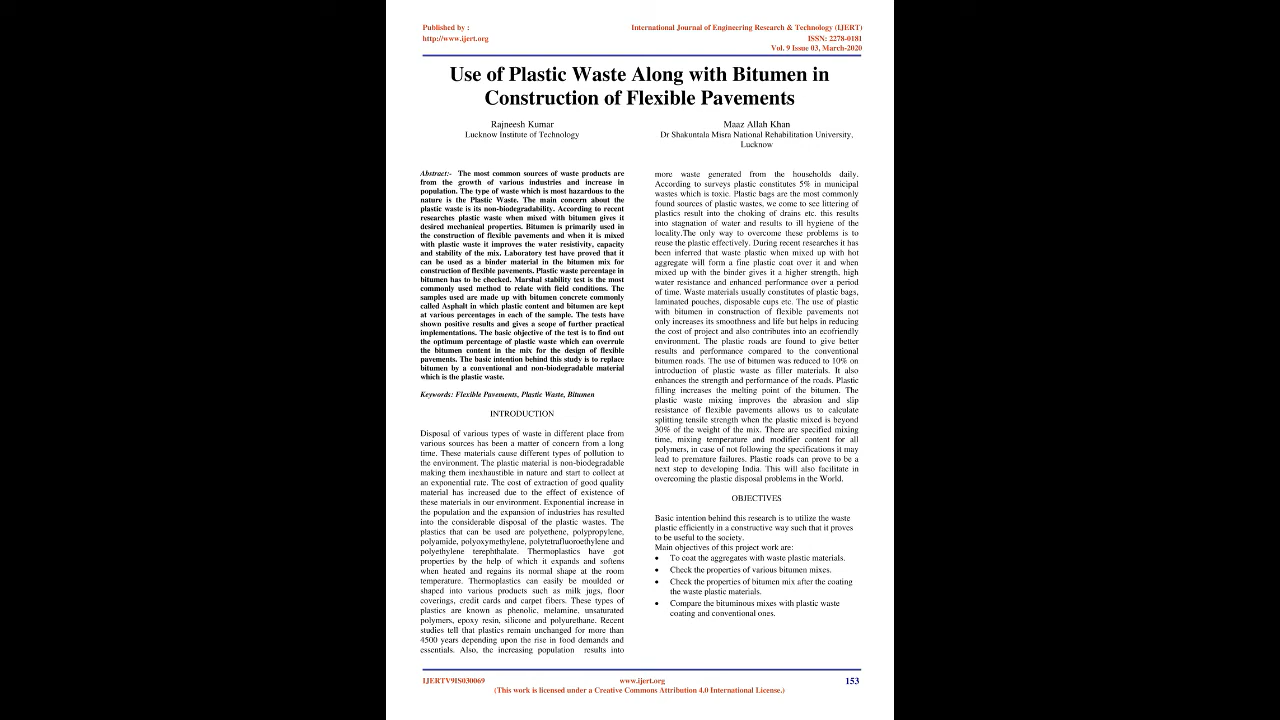 Published by :
http://www.ijert.org
International Journal of Engineering Research & Technology (IJERT)
ISSN: 2278-0181
Vol. 9 Issue 03, March-2020
Use of Plastic Waste Along with Bitumen in
Construction of Flexible Pavements
Rajneesh Kumar
Lucknow Institute of Technology
Maaz Allah Khan
Dr Shakuntala Misra National Rehabilitation University,
Lucknow
Abstract:- The most common sources of waste products are
from the growth of various industries and increase in
population. The type of waste which is most hazardous to the
nature is the Plastic Waste. The main concern about the
plastic waste is its non-biodegradability. According to recent
researches plastic waste when mixed with bitumen gives it
desired mechanical properties. Bitumen is primarily used in
the construction of flexible pavements and when it is mixed
with plastic waste it improves the water resistivity, capacity
and stability of the mix. Laboratory test have proved that it
can be used as a binder material in the bitumen mix for
construction of flexible pavements. Plastic waste percentage in
bitumen has to be checked. Marshal stability test is the most
commonly used method to relate with field conditions. The
samples used are made up with bitumen concrete commonly
called Asphalt in which plastic content and bitumen are kept
at various percentages in each of the sample. The tests have
shown positive results and gives a scope of further practical
implementations. The basic objective of the test is to find out
the optimum percentage of plastic waste which can overrule
the bitumen content in the mix for the design of flexible
pavements. The basic intention behind this study is to replace
bitumen by a conventional and non-biodegradable material
which is the plastic waste.
Keywords: Flexible Pavements, Plastic Waste, Bitumen
INTRODUCTION
Disposal of various types of waste in different place from
various sources has been a matter of concern from a long
time. These materials cause different types of pollution to
the environment. The plastic material is non-biodegradable
making them inexhaustible in nature and start to collect at
an exponential rate. The cost of extraction of good quality
material has increased due to the effect of existence of
these materials in our environment. Exponential increase in
the population and the expansion of industries has resulted
into the considerable disposal of the plastic wastes. The
plastics that can be used are polyethene, polypropylene,
polyamide, polyoxymethylene, polytetrafluoroethylene and
polyethylene terephthalate. Thermoplastics have got
properties by the help of which it expands and softens
when heated and regains its normal shape at the room
temperature. Thermoplastics can easily be moulded or
shaped into various products such as milk jugs, floor
coverings, credit cards and carpet fibers. These types of
plastics are known as phenolic, melamine, unsaturated
polymers, epoxy resin, silicone and polyurethane. Recent
studies tell that plastics remain unchanged for more than
4500 years depending upon the rise in food demands and
essentials. Also, the increasing population results into
more waste generated from the households daily.
According to surveys plastic constitutes 5% in municipal
wastes which is toxic. Plastic bags are the most commonly
found sources of plastic wastes, we come to see littering of
plastics result into the choking of drains etc. this results
into stagnation of water and results to ill hygiene of the
locality.The only way to overcome these problems is to
reuse the plastic effectively. During recent researches it has
been inferred that waste plastic when mixed up with hot
aggregate will form a fine plastic coat over it and when
mixed up with the binder gives it a higher strength, high
water resistance and enhanced performance over a period
of time. Waste materials usually constitutes of plastic bags,
laminated pouches, disposable cups etc. The use of plastic
with bitumen in construction of flexible pavements not
only increases its smoothness and life but helps in reducing
the cost of project and also contributes into an ecofriendly
environment. The plastic roads are found to give better
results and performance compared to the conventional
bitumen roads. The use of bitumen was reduced to 10% on
introduction of plastic waste as filler materials. It also
enhances the strength and performance of the roads. Plastic
filling increases the melting point of the bitumen. The
plastic waste mixing improves the abrasion and slip
resistance of flexible pavements allows us to calculate
splitting tensile strength when the plastic mixed is beyond
30% of the weight of the mix. There are specified mixing
time, mixing temperature and modifier content for all
polymers, in case of not following the specifications it may
lead to premature failures. Plastic roads can prove to be a
next step to developing India. This will also facilitate in
overcoming the plastic disposal problems in the World.
OBJECTIVES
Basic intention behind this research is to utilize the waste
plastic efficiently in a constructive way such that it proves
to be useful to the society.
Main objectives of this project work are:
• To coat the aggregates with waste plastic materials.
• Check the properties of various bitumen mixes.
• Check the properties of bitumen mix after the coating
the waste plastic materials.
• Compare the bituminous mixes with plastic waste
coating and conventional ones.
IJERTV9IS030069
www.ijert.org
153
(This work is licensed under a Creative Commons Attribution 4.0 International License.)